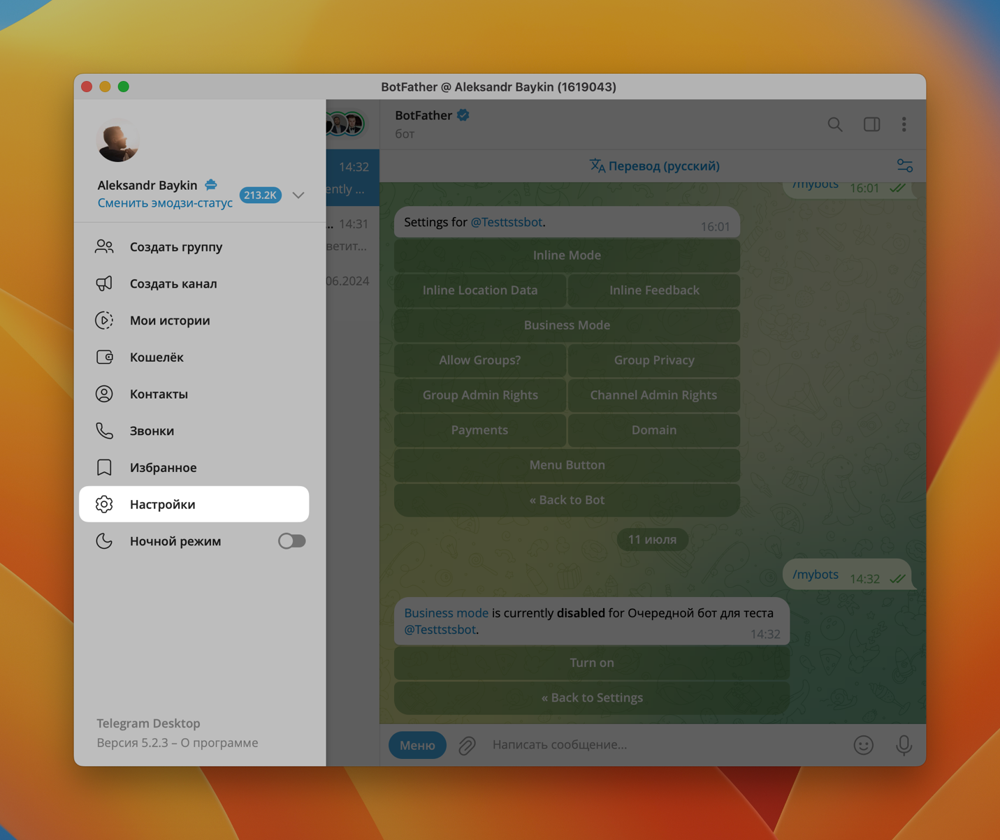 BotFather @ Aleksandr Baykin (1619043)
Aleksandr Baykin
Сменить эмодзи-статус
213.2K
Создать группу
Создать канал
Мои истории
Кошелёк
Контакты
Звонки
Избранное
Настройки
Ночной режим
Telegram Desktop
Версия 5.2.3 – О программе
14:32
ently ...
... 14:31
ветит...
06.2024
BotFather
бот
Перевод (русский)
/mybots 16:01
Settings for @Testtstsbot.
16:01
Inline Mode
Inline Location Data Inline Feedback
Business Mode
Allow Groups? Group Privacy
Group Admin Rights Channel Admin Rights
Payments Domain
Menu Button
« Back to Bot
11 июля
/mybots 14:32
Business mode is currently disabled for Очередной бот для теста
@Testtstsbot.
14:32
Turn on
« Back to Settings
Меню Написать сообщение...